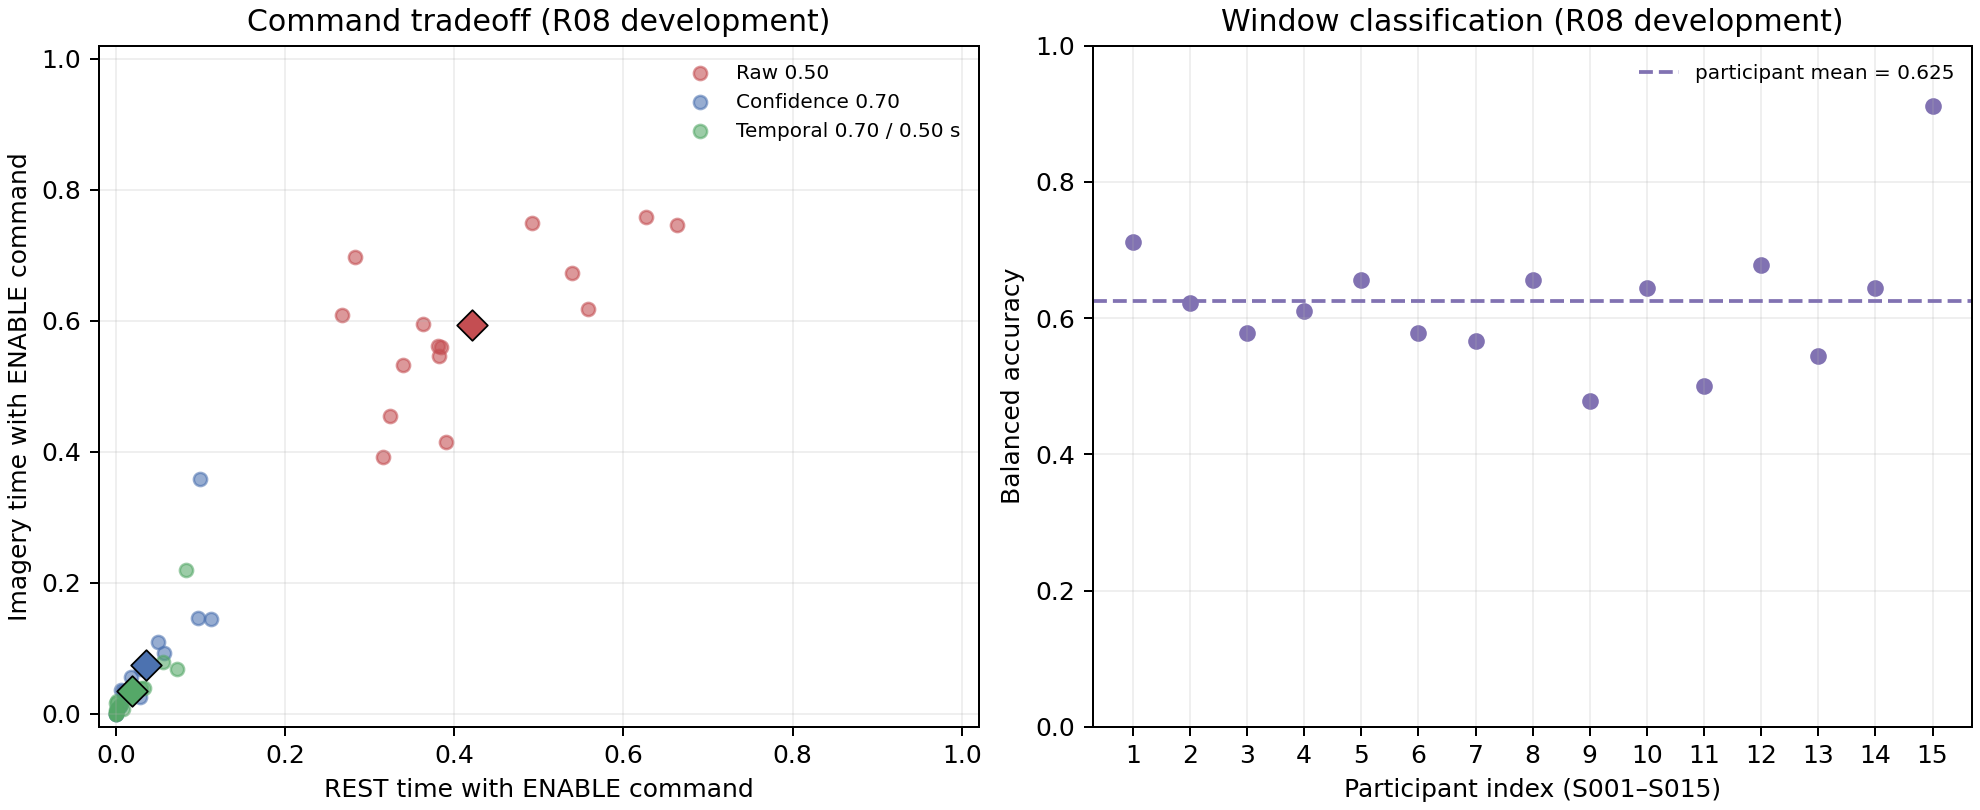 Command tradeoff (R08 development)
Raw 0.50
Confidence 0.70
Temporal 0.70 / 0.50 s
Imagery time with ENABLE command
1.0
0.8
0.6
0.4
0.2
0.0
0.0 0.2 0.4 0.6 0.8 1.0
REST time with ENABLE command
Window classification (R08 development)
participant mean = 0.625
Balanced accuracy
1.0
0.8
0.6
0.4
0.2
0.0
1 2 3 4 5 6 7 8 9 10 11 12 13 14 15
Participant index (S001–S015)